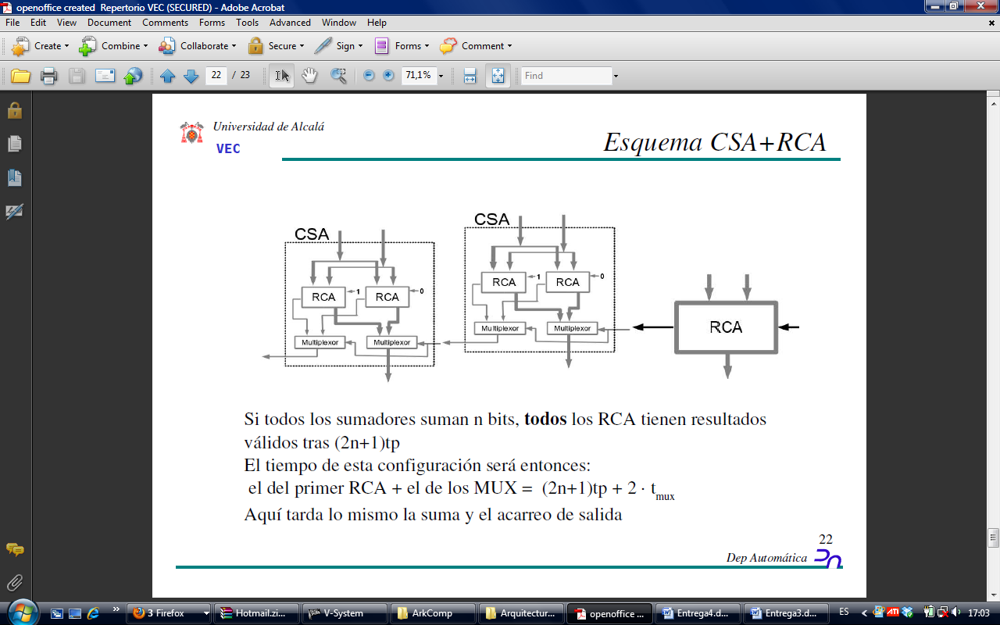 openoffice created Repertorio VEC (SECURED) - Adobe Acrobat
File Edit View Document Comments Forms Tools Advanced Window Help
Create Combine Collaborate Secure Sign Forms Comment
22 / 23 71,1% Find
Universidad de Alcalá
VEC
Esquema CSA+RCA
CSA
RCA 1 RCA 0
Multiplexor Multiplexor
CSA
RCA 1 RCA 0
Multiplexor Multiplexor
RCA
Si todos los sumadores suman n bits, todos los RCA tienen resultados
válidos tras (2n+1)tp
El tiempo de esta configuración será entonces:
el del primer RCA + el de los MUX = (2n+1)tp + 2 · tmux
Aquí tarda lo mismo la suma y el acarreo de salida
22
Dep Automática
» 3 Firefox Hotmail.zi... V-System ArkComp Arquitectur... openoffice ... Entrega4.d... Entrega3.d... ES ATI 17:03